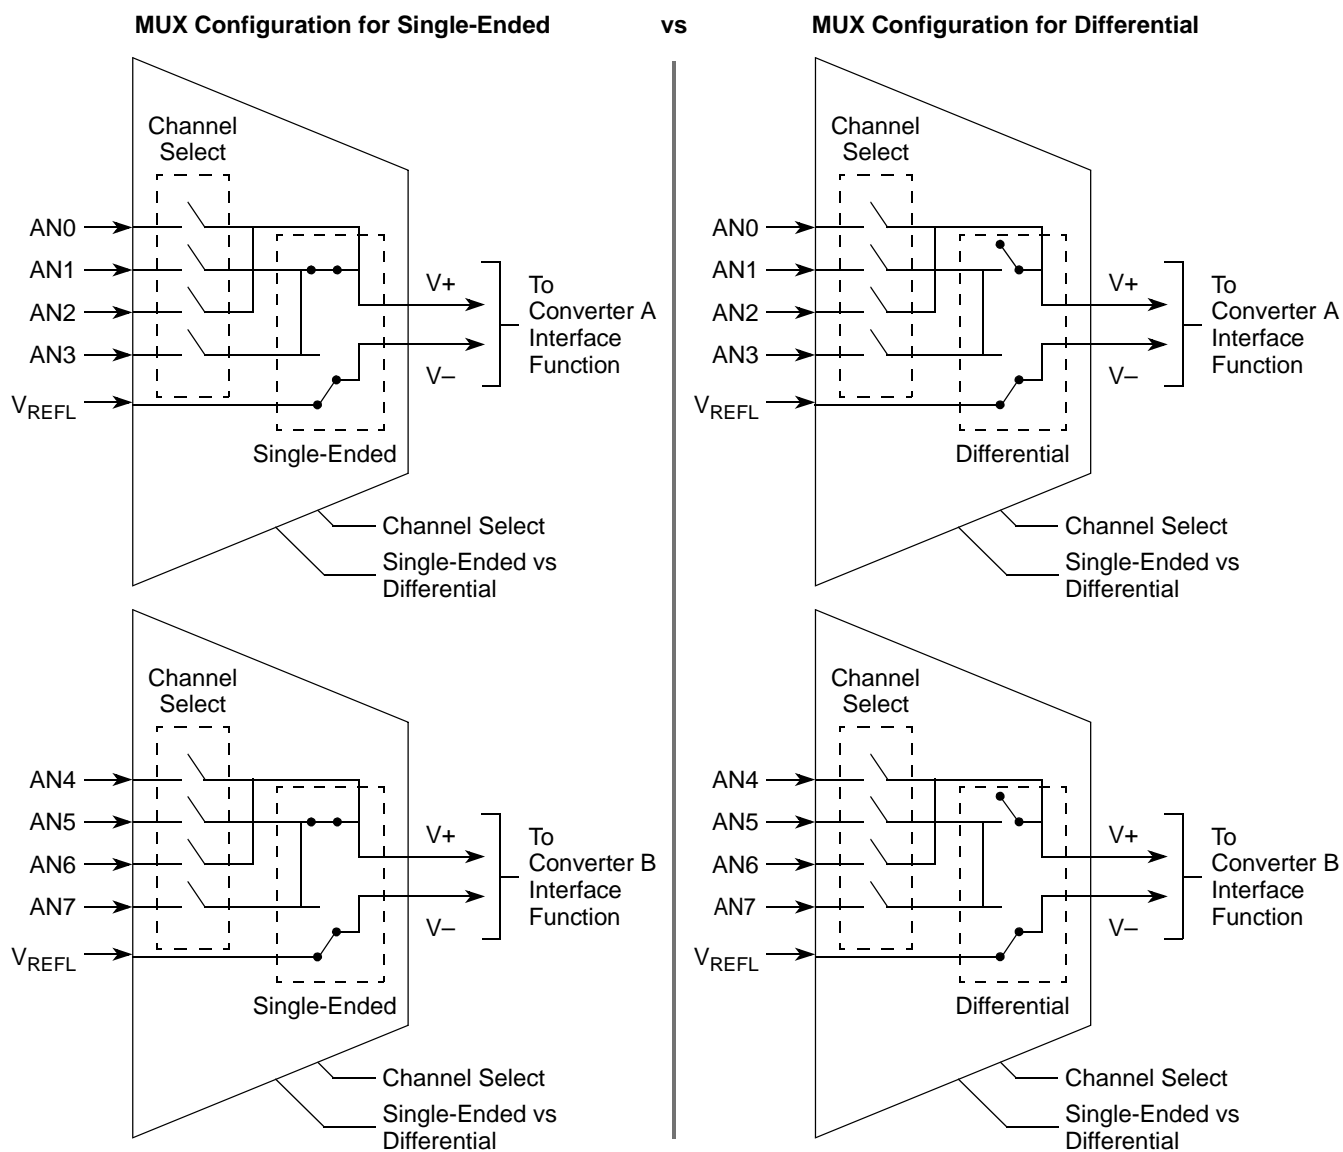 MUX Configuration for Single-Ended
vs
MUX Configuration for Differential
Channel
Select
AN0
AN1
AN2
AN3
VREFL
V+
V–
To
Converter A
Interface
Function
Single-Ended
Channel Select
Single-Ended vs
Differential
Channel
Select
AN0
AN1
AN2
AN3
VREFL
V+
V–
To
Converter A
Interface
Function
Differential
Channel Select
Single-Ended vs
Differential
Channel
Select
AN4
AN5
AN6
AN7
VREFL
V+
V–
To
Converter B
Interface
Function
Single-Ended
Channel Select
Single-Ended vs
Differential
Channel
Select
AN4
AN5
AN6
AN7
VREFL
V+
V–
To
Converter B
Interface
Function
Differential
Channel Select
Single-Ended vs
Differential